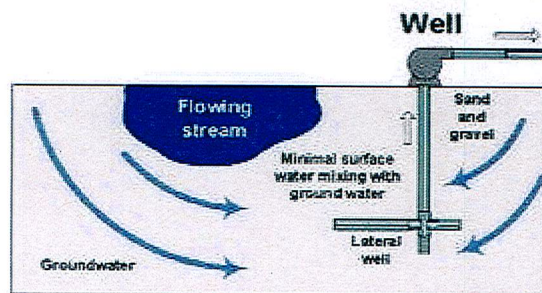 Well
Flowing
stream
Sand
and
gravel
Minimal surface
water mixing with
ground water
Lateral
well
Groundwater